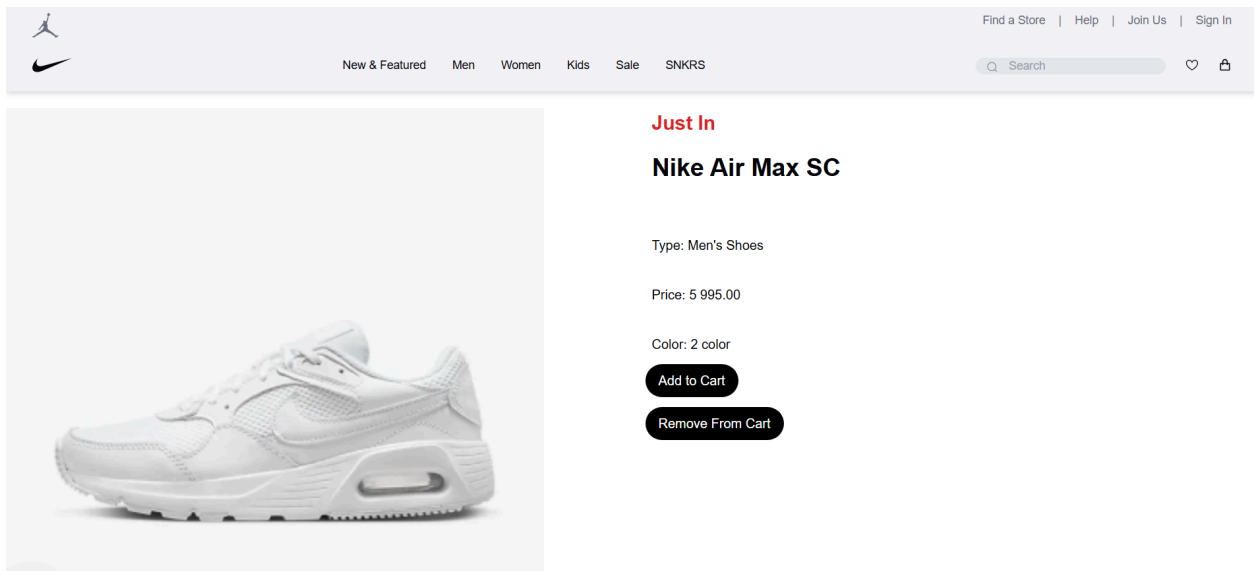 Find a Store | Help | Join Us | Sign In
New & Featured Men Women Kids Sale SNKRS Search
Just In
Nike Air Max SC
Type: Men's Shoes
Price: 5 995.00
Color: 2 color
Add to Cart
Remove From Cart